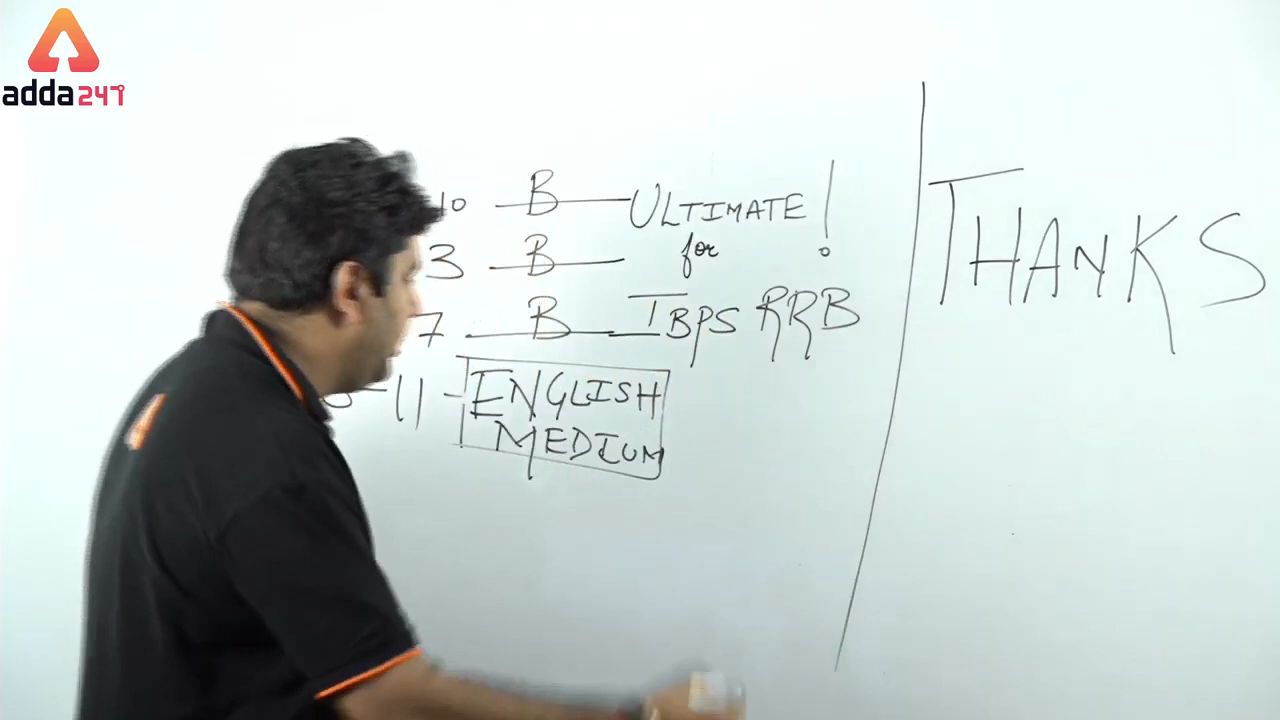 adda247
10 B ULTIMATE !
3 B for
7 B IBPS RRB
-11 - ENGLISH
MEDIUM
THANKS